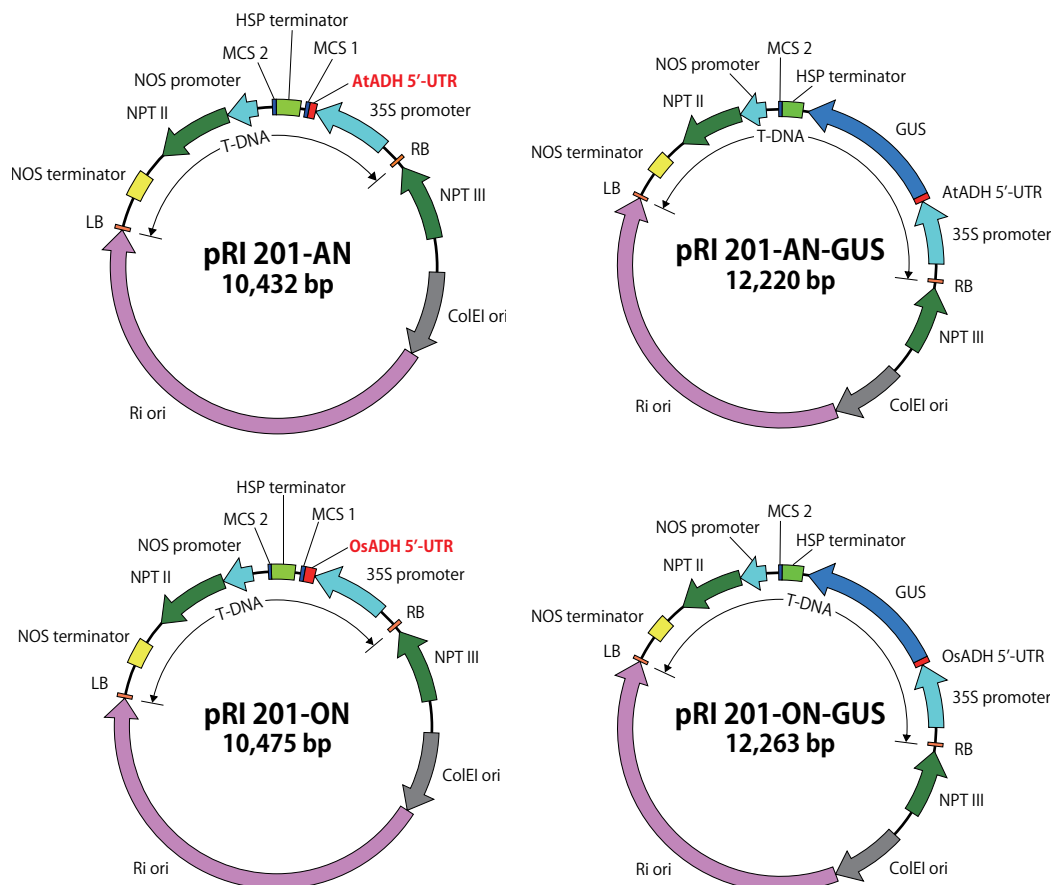 HSP terminator
MCS 2
MCS 1
NOS promoter
AtADH 5′-UTR
NPT II
35S promoter
T-DNA
RB
NOS terminator
NPT III
LB
pRI 201-AN
10,432 bp
ColEI ori
Ri ori
MCS 2
NOS promoter
HSP terminator
NPT II
GUS
T-DNA
NOS terminator
LB
AtADH 5′-UTR
35S promoter
pRI 201-AN-GUS
12,220 bp
RB
NPT III
ColEI ori
Ri ori
HSP terminator
MCS 2
MCS 1
NOS promoter
OsADH 5′-UTR
NPT II
35S promoter
T-DNA
RB
NOS terminator
NPT III
LB
pRI 201-ON
10,475 bp
ColEI ori
Ri ori
MCS 2
NOS promoter
HSP terminator
NPT II
GUS
T-DNA
NOS terminator
LB
OsADH 5′-UTR
35S promoter
pRI 201-ON-GUS
12,263 bp
RB
NPT III
ColEI ori
Ri ori